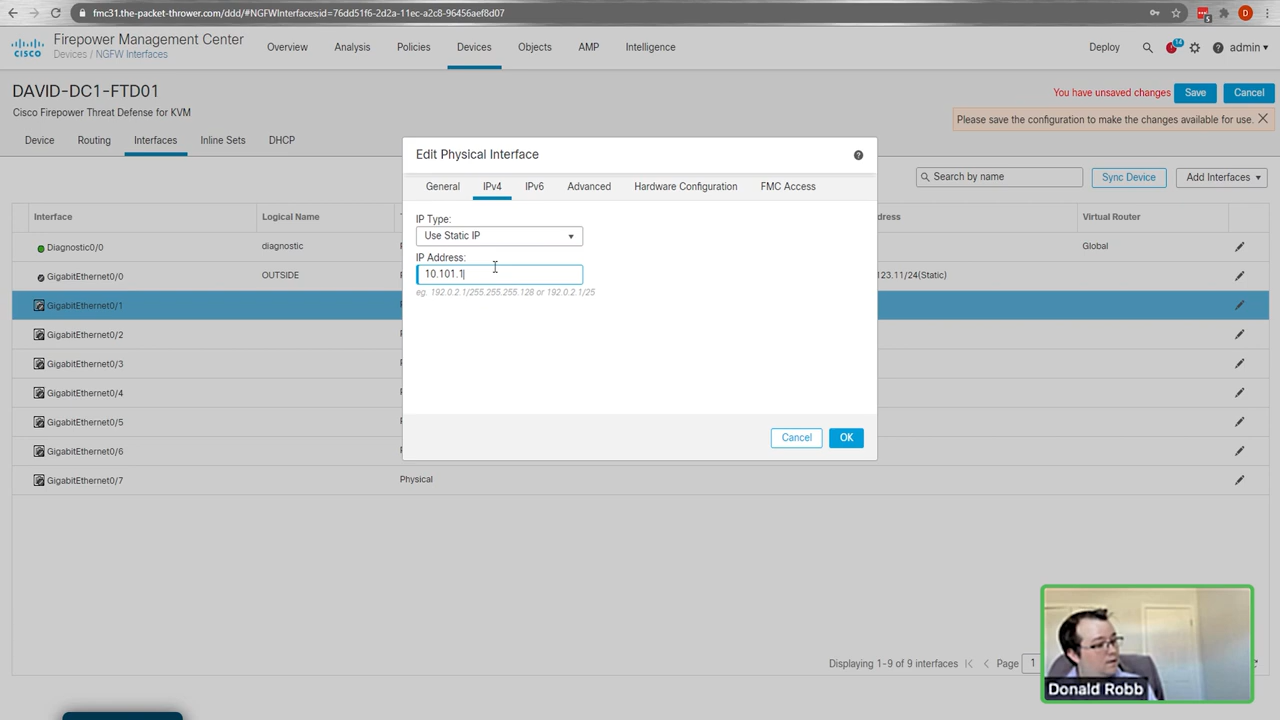 fmc31.the-packet-thrower.com/ddd/#NGFWInterfaces;id=76dd51f6-2d2a-11ec-a2c8-96456aef8d07
5
D
CISCO
Firepower Management Center
Devices / NGFW Interfaces
Overview
Analysis
Policies
Devices
Objects
AMP
Intelligence
Deploy
14
admin
DAVID-DC1-FTD01
Cisco Firepower Threat Defense for KVM
You have unsaved changes
Save
Cancel
Please save the configuration to make the changes available for use.
Device
Routing
Interfaces
Inline Sets
DHCP
Search by name
Sync Device
Add Interfaces
Interface
Logical Name
Virtual Router
Diagnostic0/0
diagnostic
Global
GigabitEthernet0/0
OUTSIDE
123.11/24(Static)
GigabitEthernet0/1
GigabitEthernet0/2
GigabitEthernet0/3
GigabitEthernet0/4
GigabitEthernet0/5
GigabitEthernet0/6
GigabitEthernet0/7
Physical
Edit Physical Interface
General
IPv4
IPv6
Advanced
Hardware Configuration
FMC Access
IP Type:
Use Static IP
IP Address:
10.101.1
eg. 192.0.2.1/255.255.255.128 or 192.0.2.1/25
Cancel
OK
Displaying 1-9 of 9 interfaces
Page
1
Donald Robb